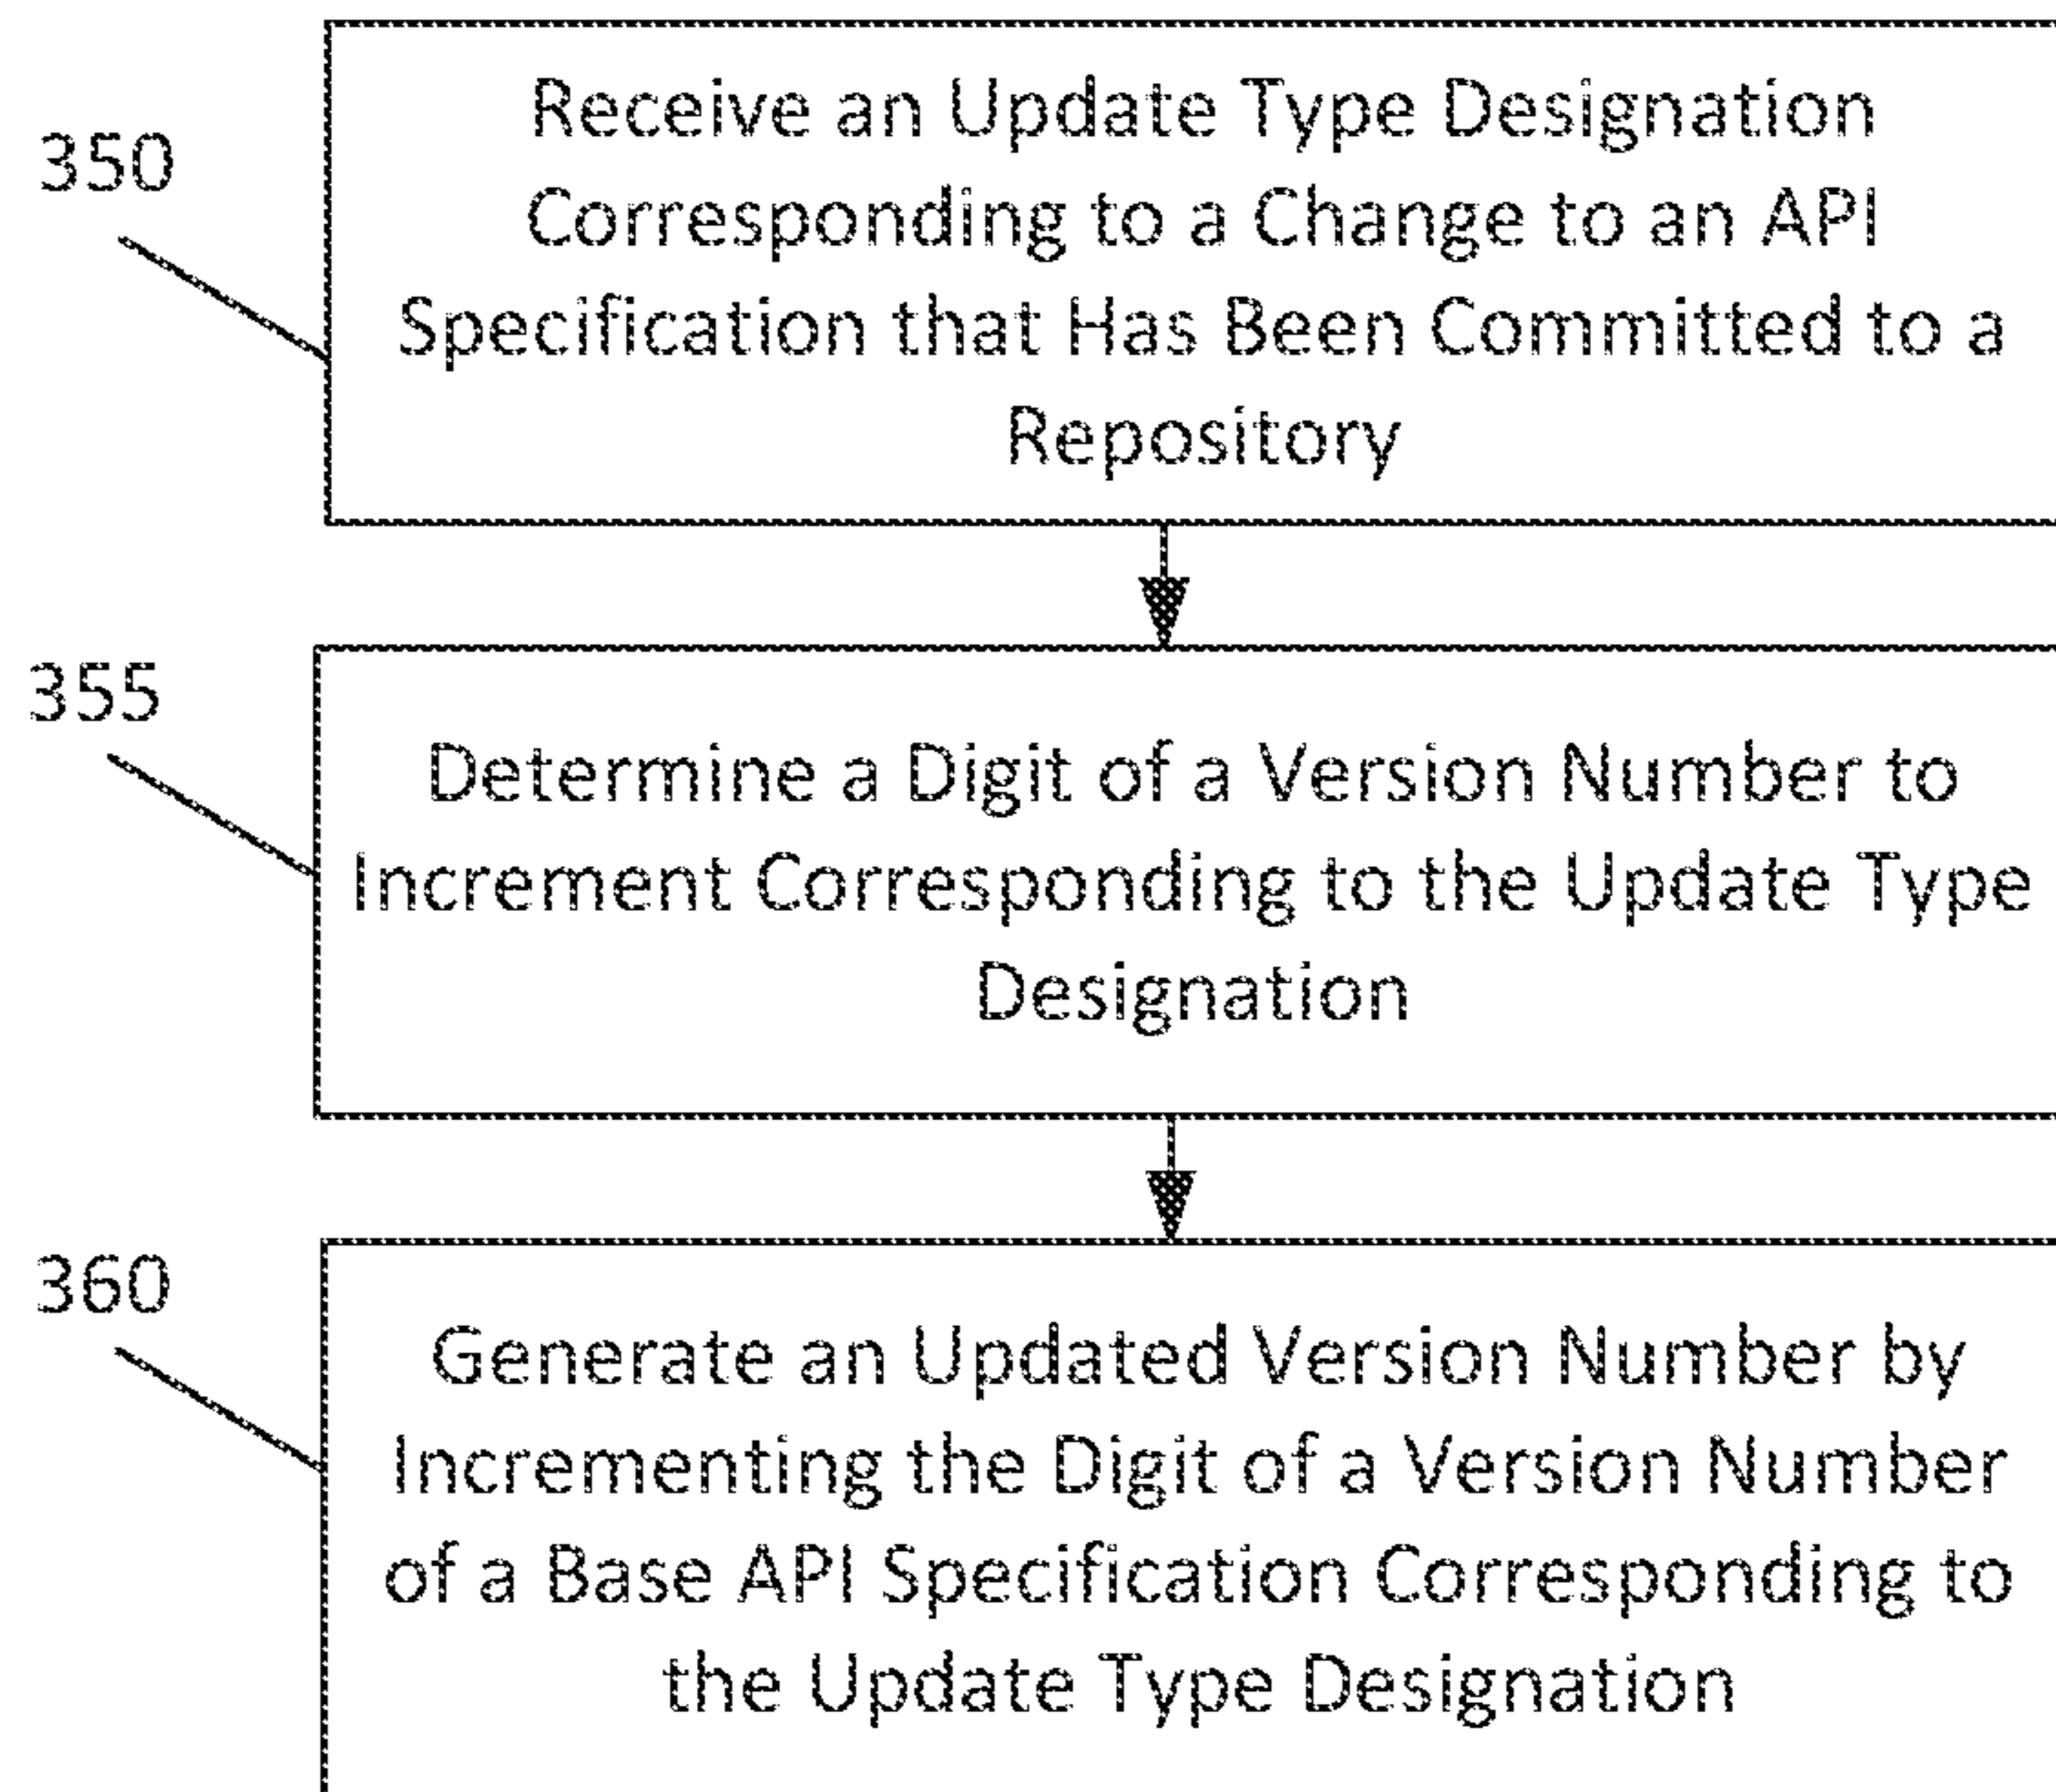 350
Receive an Update Type Designation
Corresponding to a Change to an API
Specification that Has Been Committed to a
Repository
355
Determine a Digit of a Version Number to
Increment Corresponding to the Update Type
Designation
360
Generate an Updated Version Number by
Incrementing the Digit of a Version Number
of a Base API Specification Corresponding to
the Update Type Designation